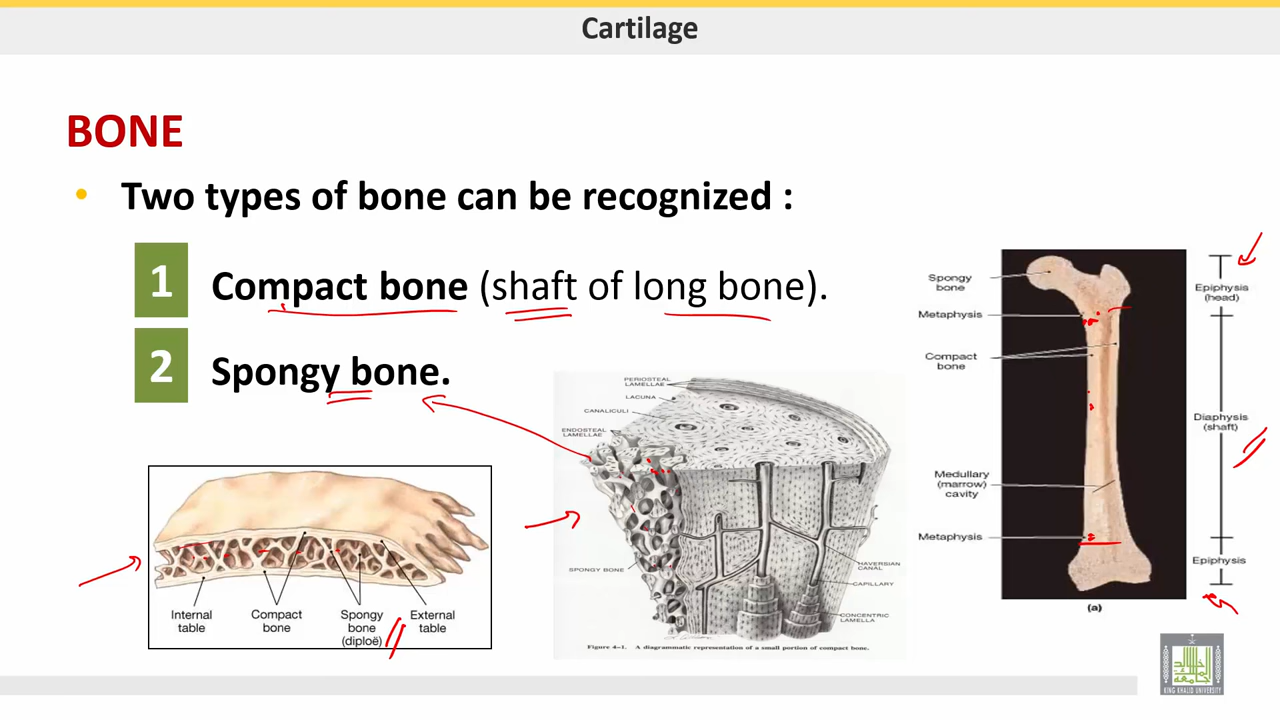 Cartilage
BONE
• Two types of bone can be recognized :
1 Compact bone (shaft of long bone).
2 Spongy bone.
Internal table
Compact bone
Spongy bone (diploë)
External table
PERIOSTEAL LAMELLAE
LACUNA
CANALICULI
ENDOSTEAL LAMELLAE
SPONGY BONE
HAVERSIAN CANAL
CAPILLARY
CONCENTRIC LAMELLA
Figure 4-1. A diagrammatic representation of a small portion of compact bone.
Spongy bone
Metaphysis
Compact bone
Medullary (marrow) cavity
Metaphysis
Epiphysis (head)
Diaphysis (shaft)
Epiphysis
(a)
KING KHALID UNIVERSITY